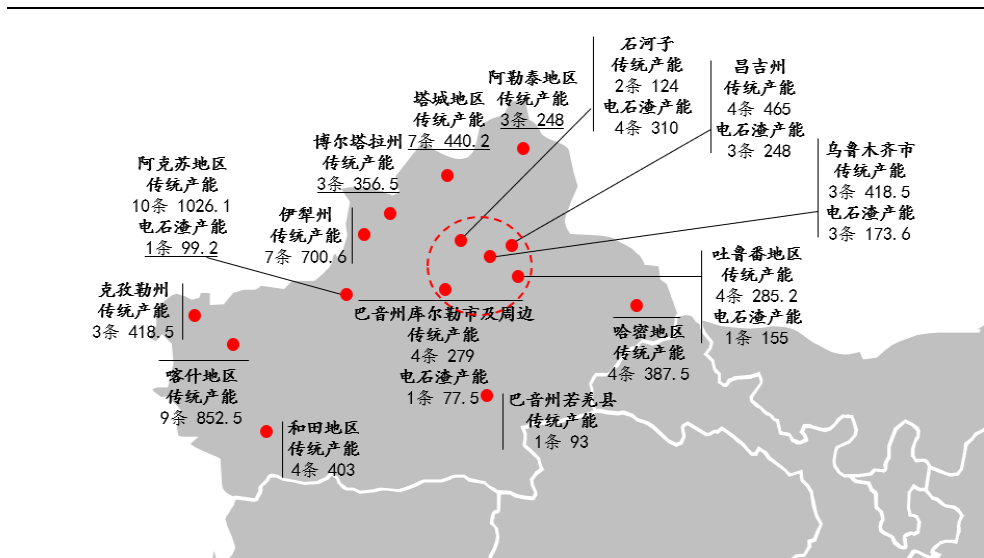 石河子
传统产能
2条 124
电石渣产能
4条 310
昌吉州
传统产能
4条 465
电石渣产能
3条 248
阿勒泰地区
传统产能
3条 248
塔城地区
传统产能
7条 440.2
博尔塔拉州
传统产能
3条 356.5
乌鲁木齐市
传统产能
3条 418.5
电石渣产能
3条 173.6
阿克苏地区
传统产能
10条 1026.1
电石渣产能
1条 99.2
伊犁州
传统产能
7条 700.6
吐鲁番地区
传统产能
4条 285.2
电石渣产能
1条 155
克孜勒州
传统产能
3条 418.5
巴音州库尔勒市及周边
传统产能
4条 279
电石渣产能
1条 77.5
哈密地区
传统产能
4条 387.5
喀什地区
传统产能
9条 852.5
巴音州若羌县
传统产能
1条 93
和田地区
传统产能
4条 403